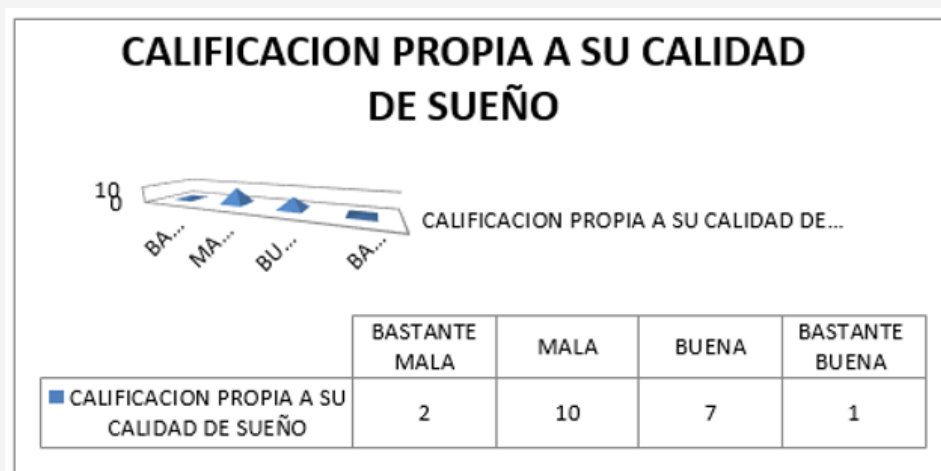 CALIFICACION PROPIA A SU CALIDAD
DE SUEÑO
10
0
BA...
MA...
BU...
BA...
CALIFICACION PROPIA A SU CALIDAD DE...
BASTANTE
MALA
MALA
BUENA
BASTANTE
BUENA
CALIFICACION PROPIA A SU
CALIDAD DE SUEÑO
2
10
7
1